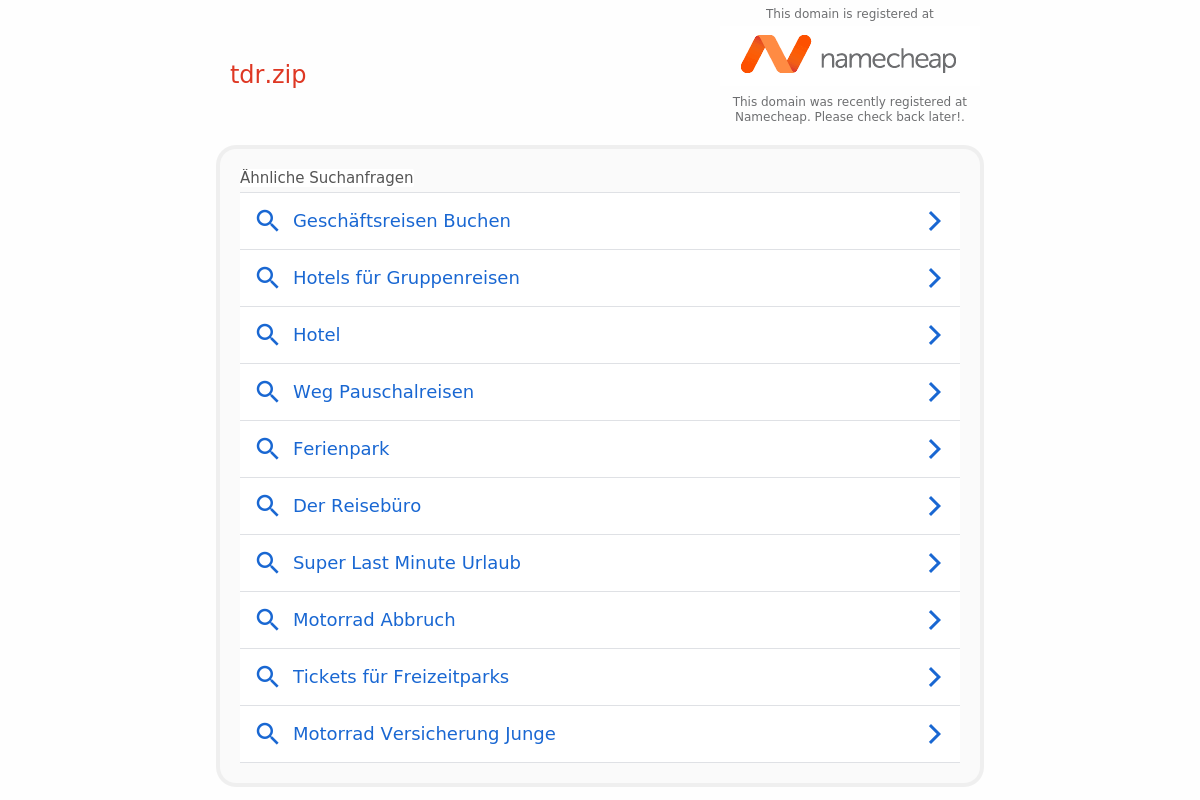 This domain is registered at
namecheap
tdr.zip
This domain was recently registered at
Namecheap. Please check back later!.
Ähnliche Suchanfragen
Geschäftsreisen Buchen
Hotels für Gruppenreisen
Hotel
Weg Pauschalreisen
Ferienpark
Der Reisebüro
Super Last Minute Urlaub
Motorrad Abbruch
Tickets für Freizeitparks
Motorrad Versicherung Junge